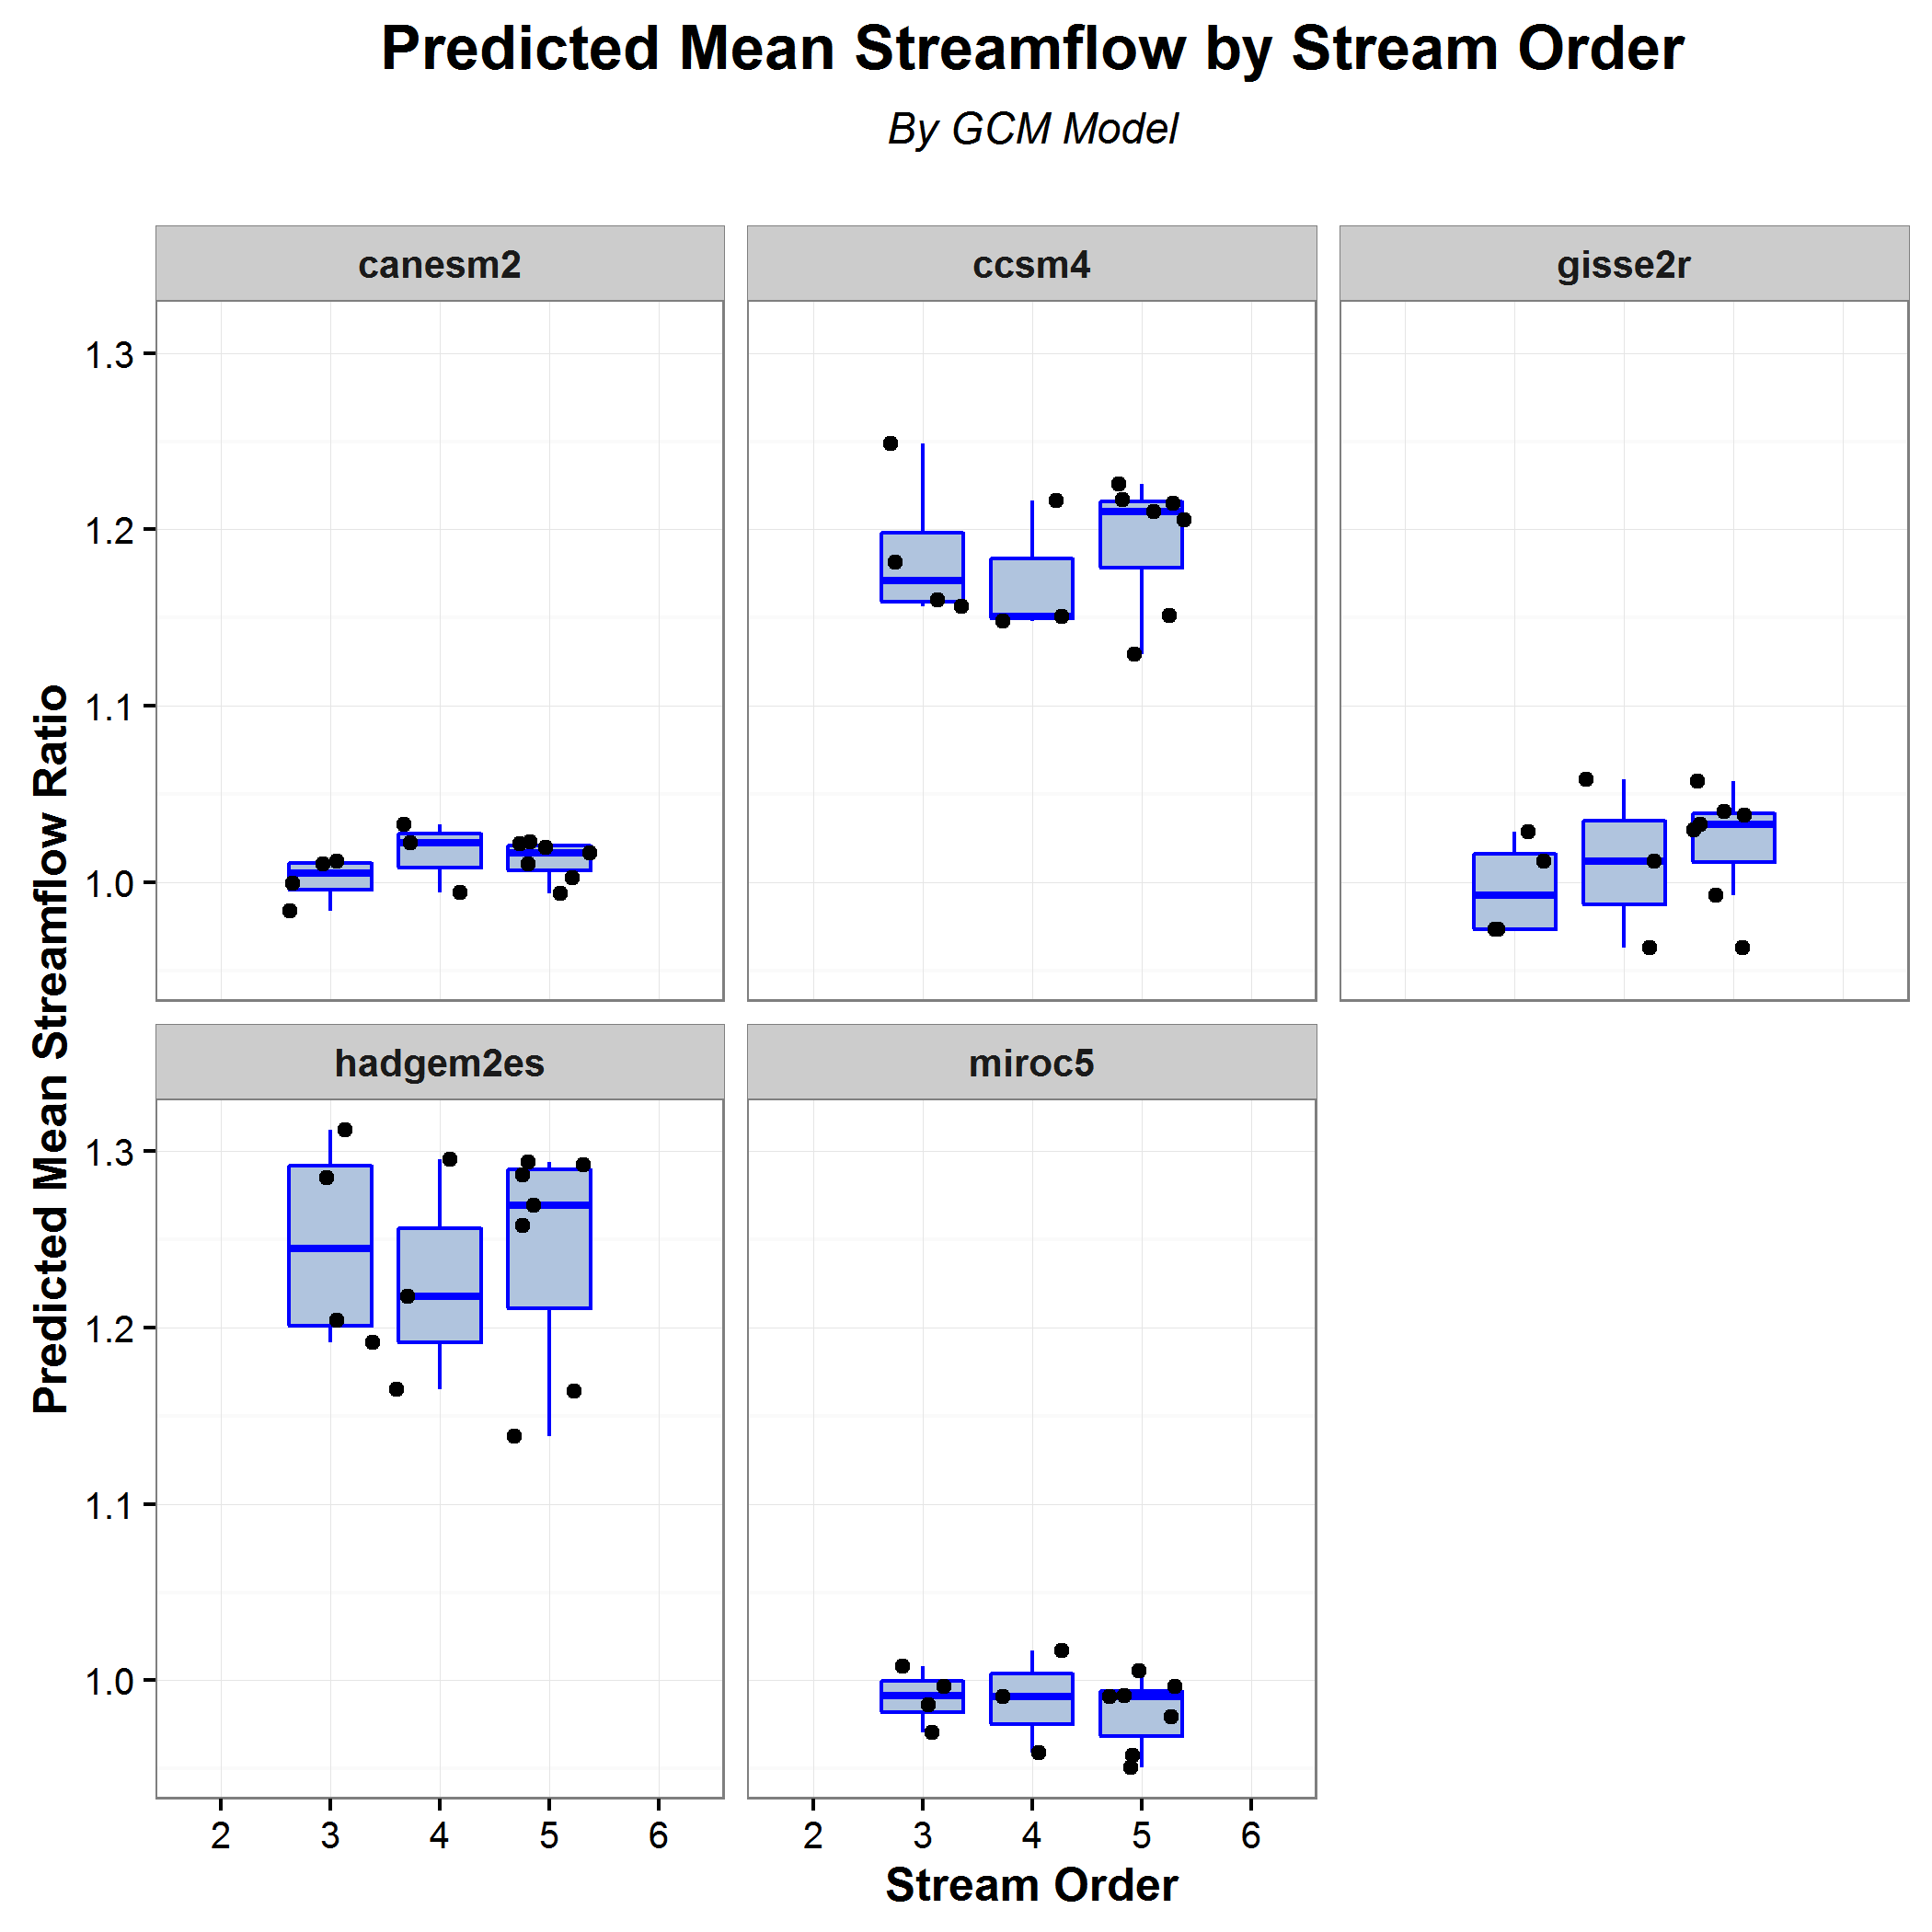 Predicted Mean Streamflow by Stream Order
By GCM Model
canesm2
ccsm4
gisse2r
1.3
1.2
1.1
1.0
Predicted Mean Streamflow Ratio
hadgem2es
miroc5
1.3
1.2
1.1
1.0
2 3 4 5 6
2 3 4 5 6
Stream Order